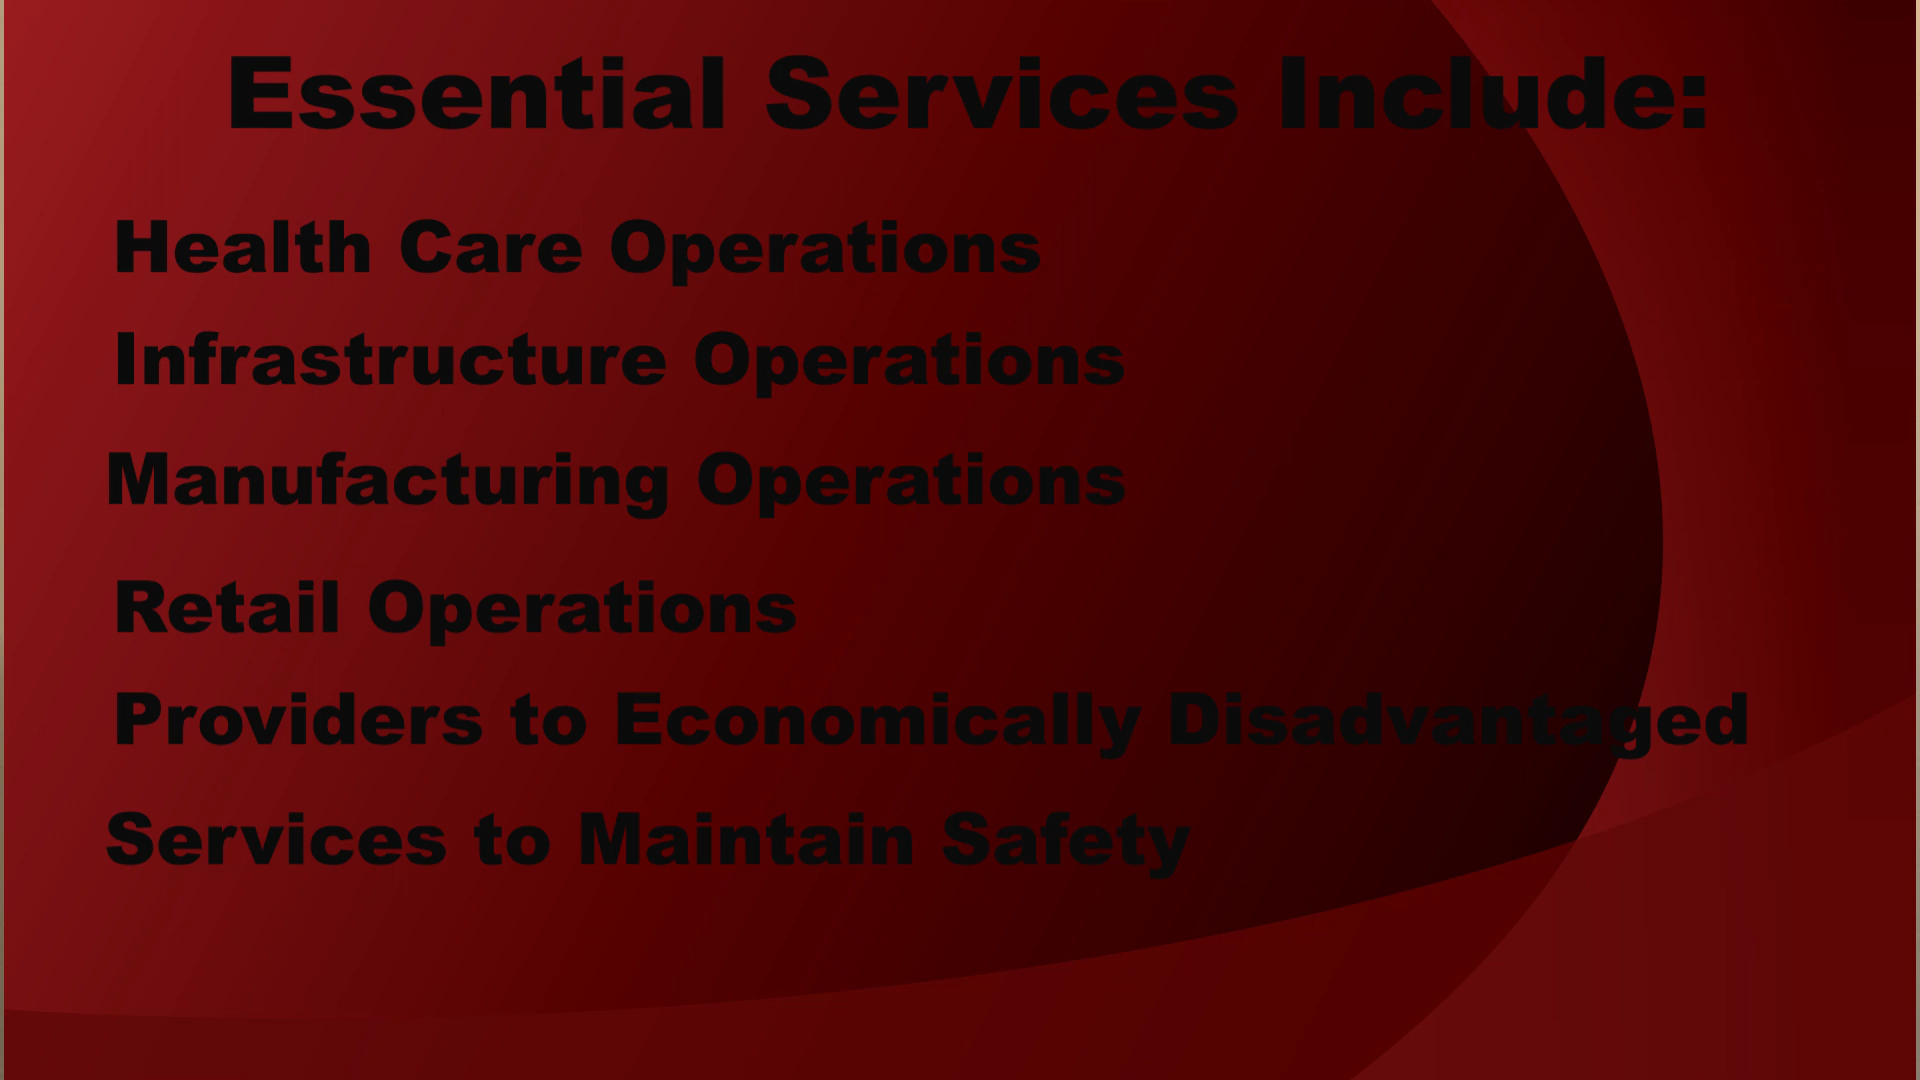 Essential Services Include:
Health Care Operations
Infrastructure Operations
Manufacturing Operations
Retail Operations
Providers to Economically Disadvantaged
Services to Maintain Safety